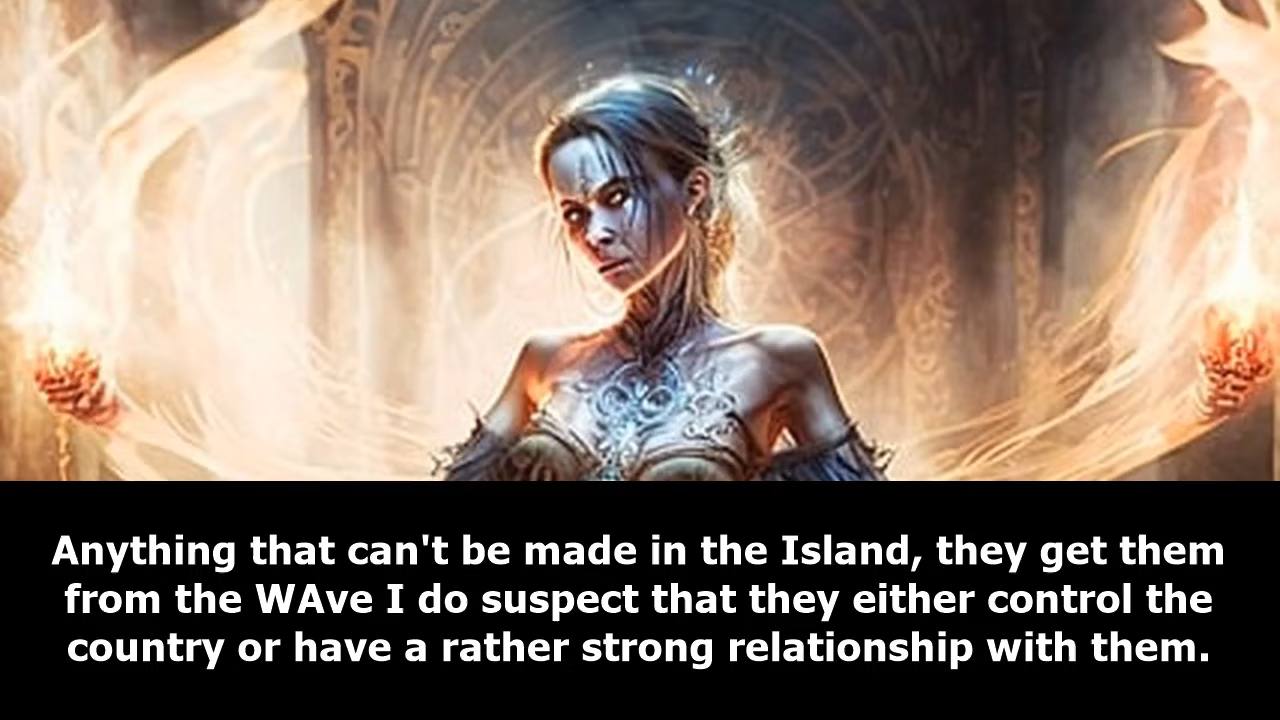 Anything that can't be made in the Island, they get them
from the WAve I do suspect that they either control the
country or have a rather strong relationship with them.